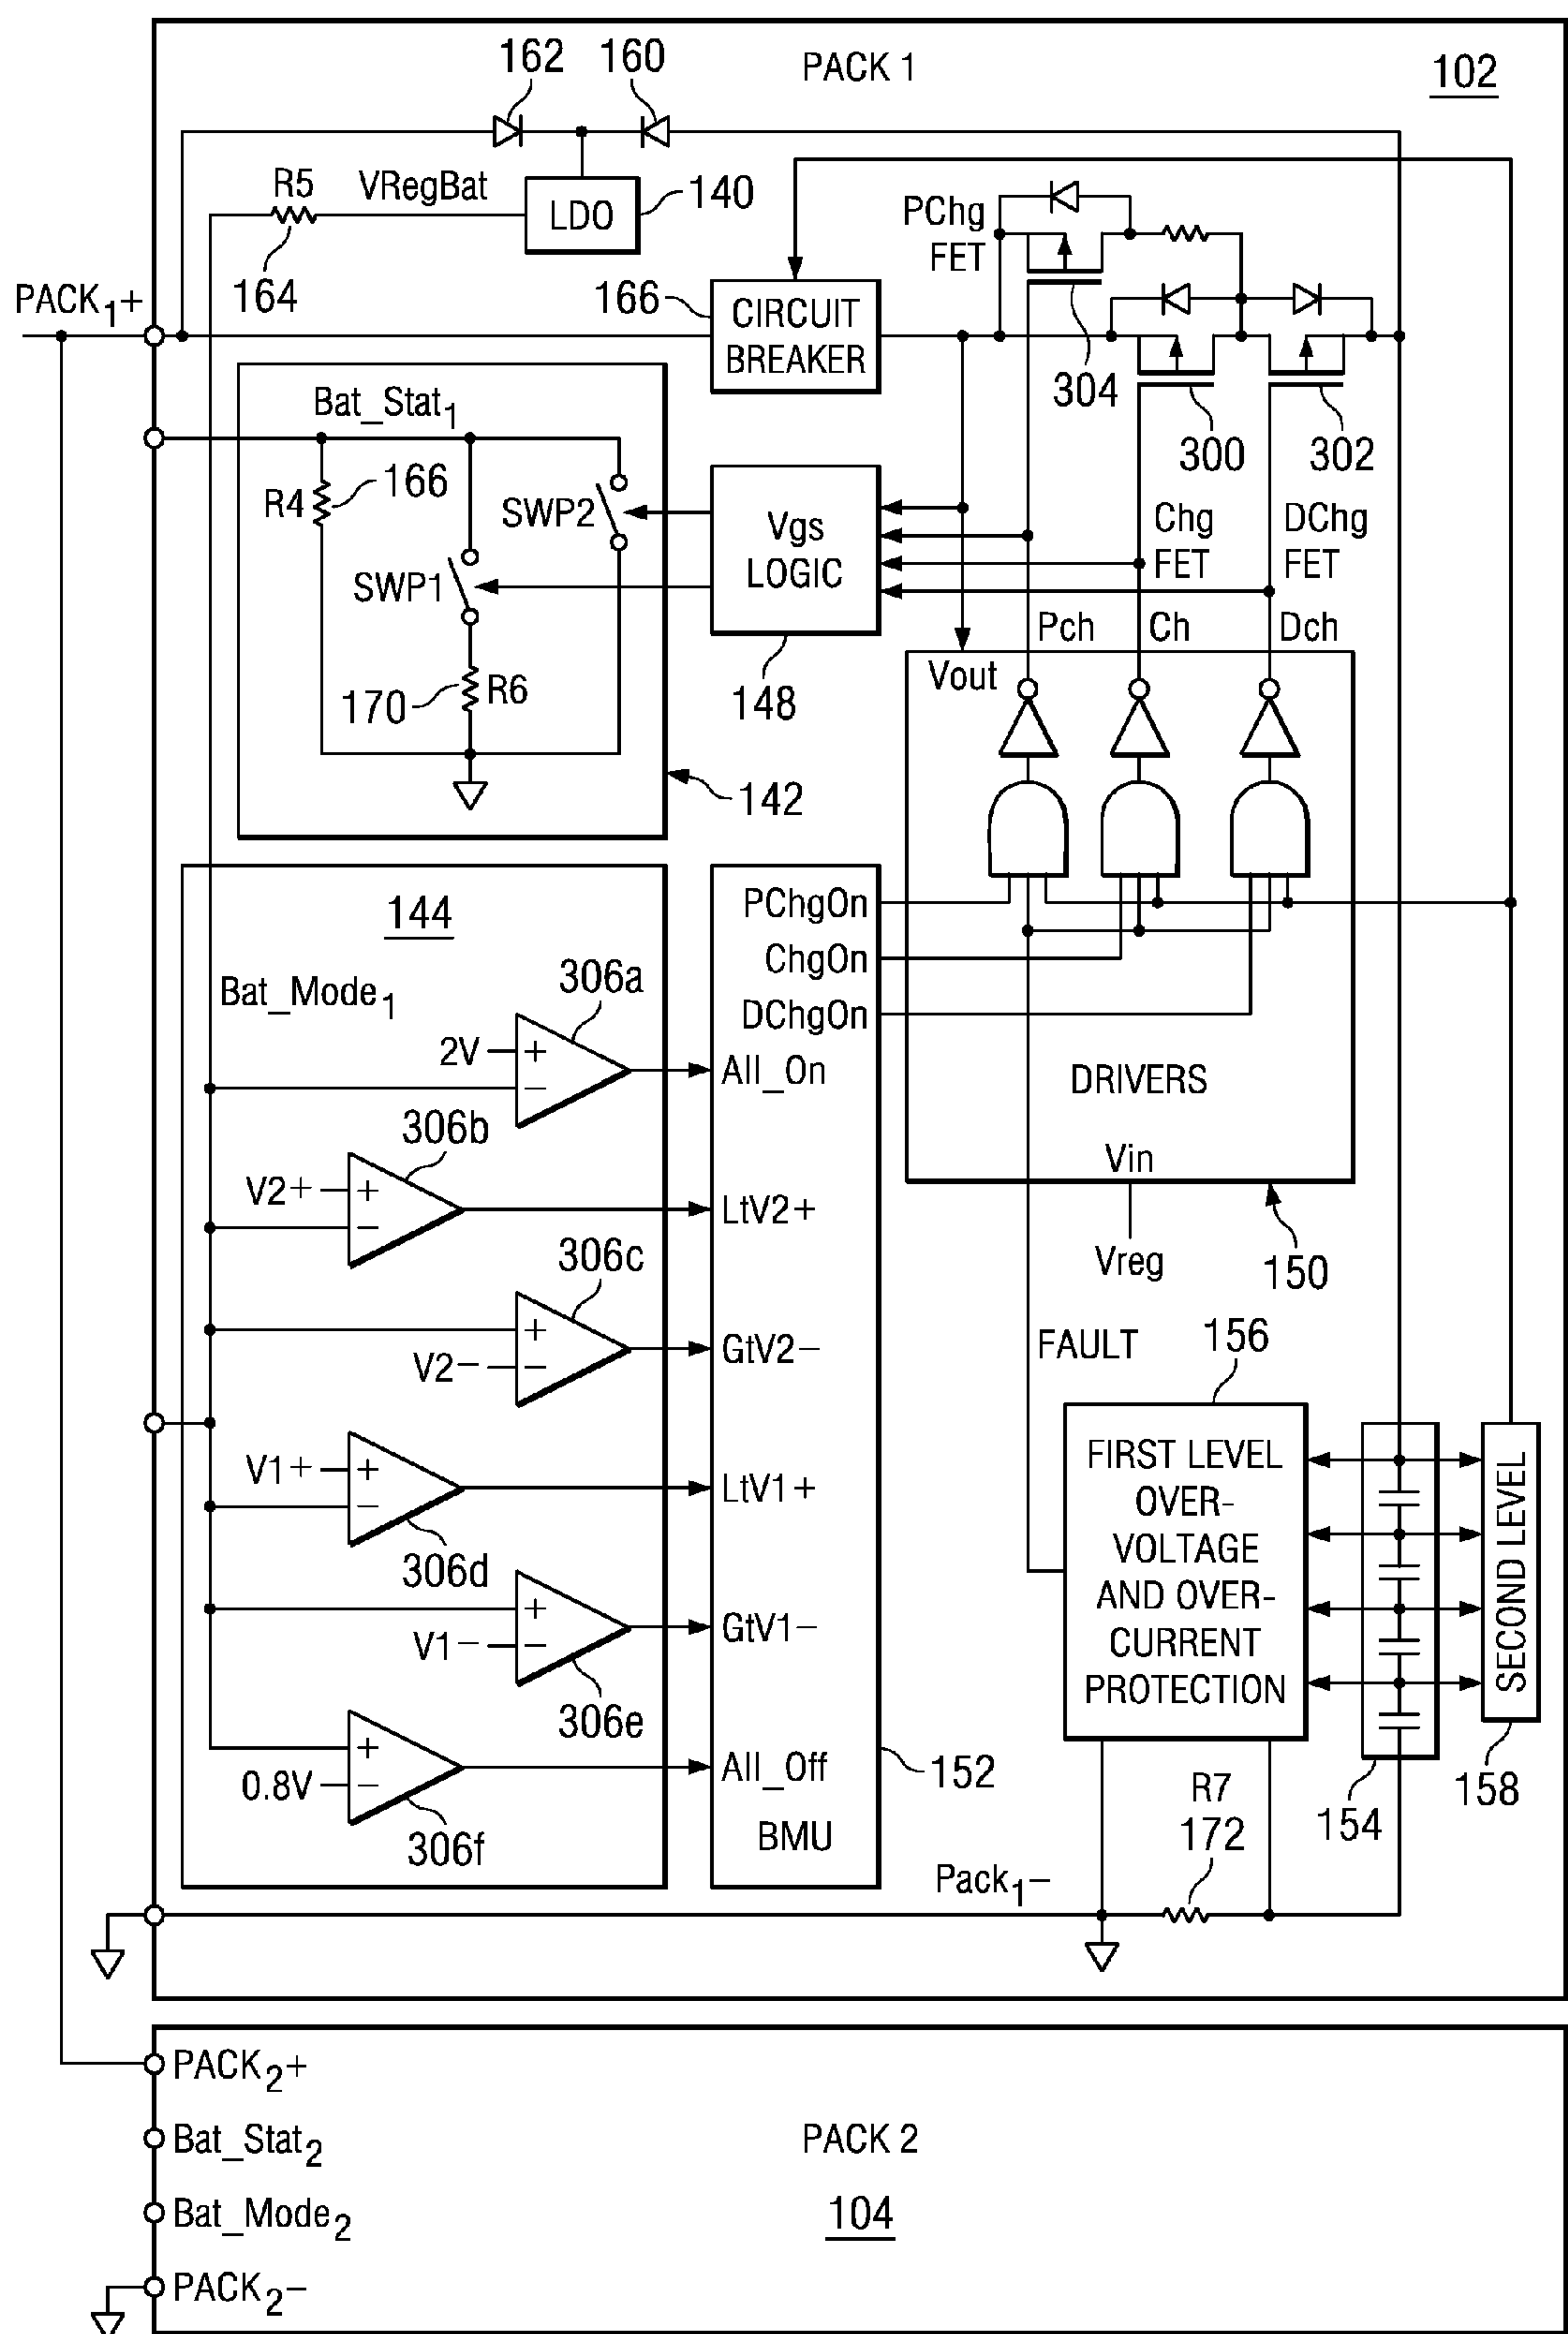 162 160 PACK 1 102
R5 VRegBat
LDO 140
164
PChg
FET
PACK1+
166 CIRCUIT
BREAKER
304
300 302
Bat_Stat1
R4 166
SWP2
SWP1
170 R6
142
Vgs
LOGIC
148
Chg
FET
DChg
FET
Pch Ch Dch
Vout
144
Bat_Mode1
306a
2V + −
306b
V2+ + −
306c
+
V2− −
V1+ + −
306d
+
V1− −
306e
+
0.8V −
306f
PChgOn
ChgOn
DChgOn
All_On
LtV2+
GtV2−
LtV1+
GtV1−
All_Off
BMU
152
DRIVERS
Vin
Vreg
150
FAULT
156
FIRST LEVEL
OVER-
VOLTAGE
AND OVER-
CURRENT
PROTECTION
SECOND LEVEL
154
158
R7
172
Pack1−
PACK2+
Bat_Stat2
Bat_Mode2
PACK2−
PACK 2
104